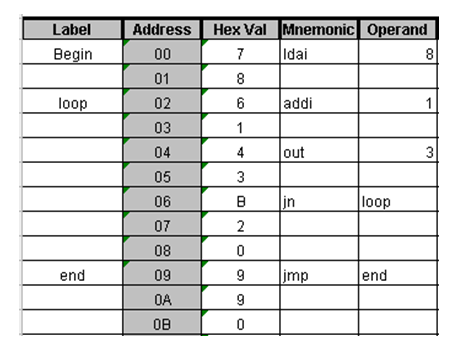 Label Address Hex Val Mnemonic Operand
Begin 00 7 ldai 8
01 8
loop 02 6 addi 1
03 1
04 4 out 3
05 3
06 B jn loop
07 2
08 0
end 09 9 jmp end
0A 9
0B 0